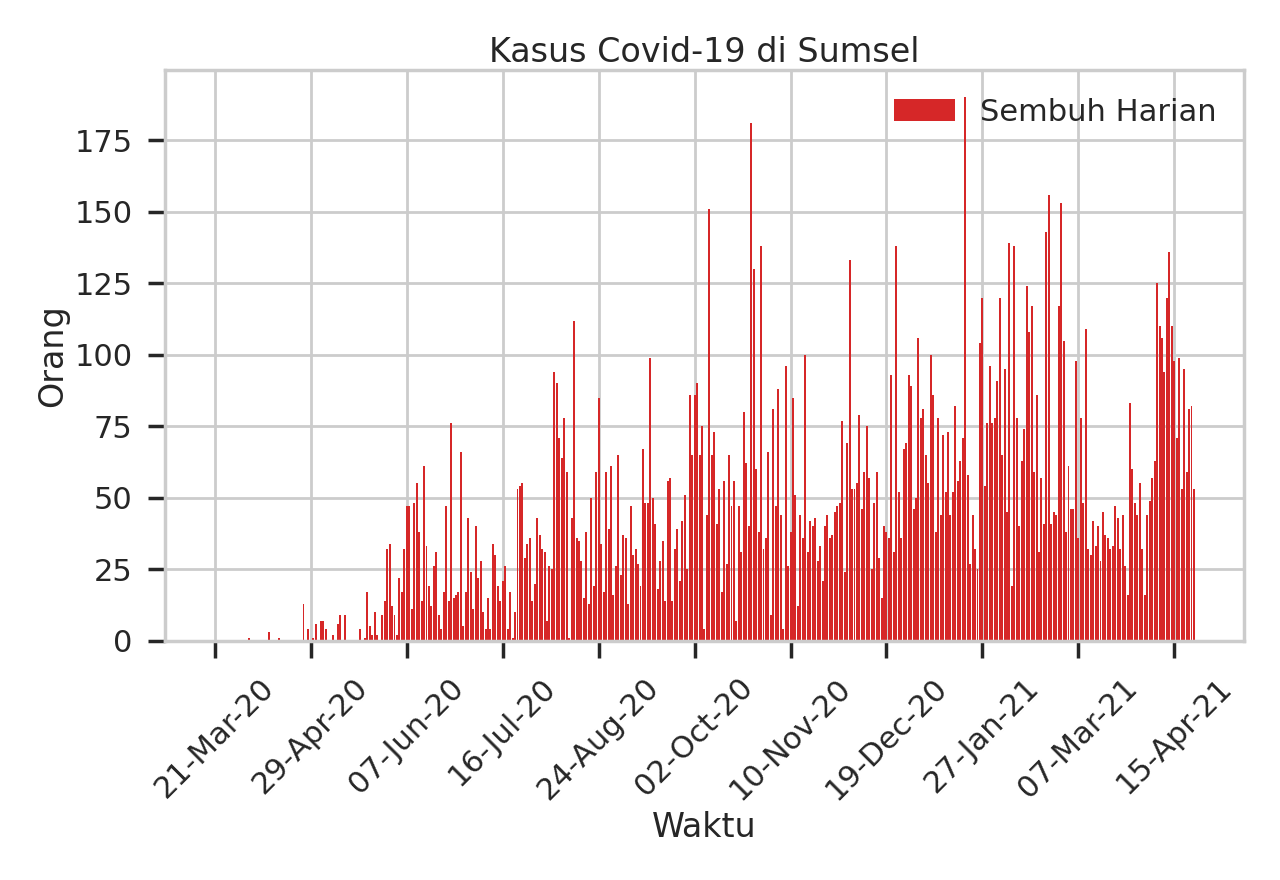 Kasus Covid-19 di Sumsel
Sembuh Harian
Orang
175
150
125
100
75
50
25
0
21-Mar-20
29-Apr-20
07-Jun-20
16-Jul-20
24-Aug-20
02-Oct-20
10-Nov-20
19-Dec-20
27-Jan-21
07-Mar-21
15-Apr-21
Waktu